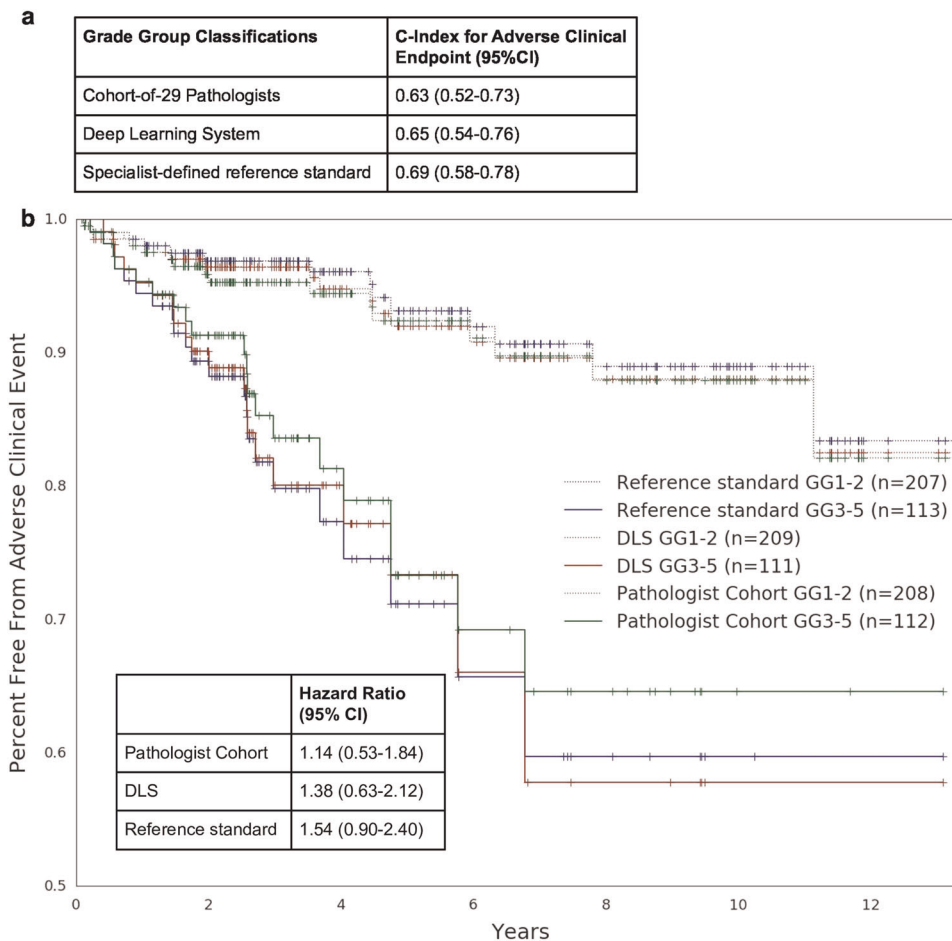 a
Grade Group Classifications
C-Index for Adverse Clinical
Endpoint (95%CI)
Cohort-of-29 Pathologists
0.63 (0.52-0.73)
Deep Learning System
0.65 (0.54-0.76)
Specialist-defined reference standard
0.69 (0.58-0.78)
b
Percent Free From Adverse Clinical Event
1.0
0.9
0.8
0.7
0.6
0.5
Reference standard GG1-2 (n=207)
Reference standard GG3-5 (n=113)
DLS GG1-2 (n=209)
DLS GG3-5 (n=111)
Pathologist Cohort GG1-2 (n=208)
Pathologist Cohort GG3-5 (n=112)
Hazard Ratio
(95% CI)
Pathologist Cohort
1.14 (0.53-1.84)
DLS
1.38 (0.63-2.12)
Reference standard
1.54 (0.90-2.40)
0 2 4 6 8 10 12
Years